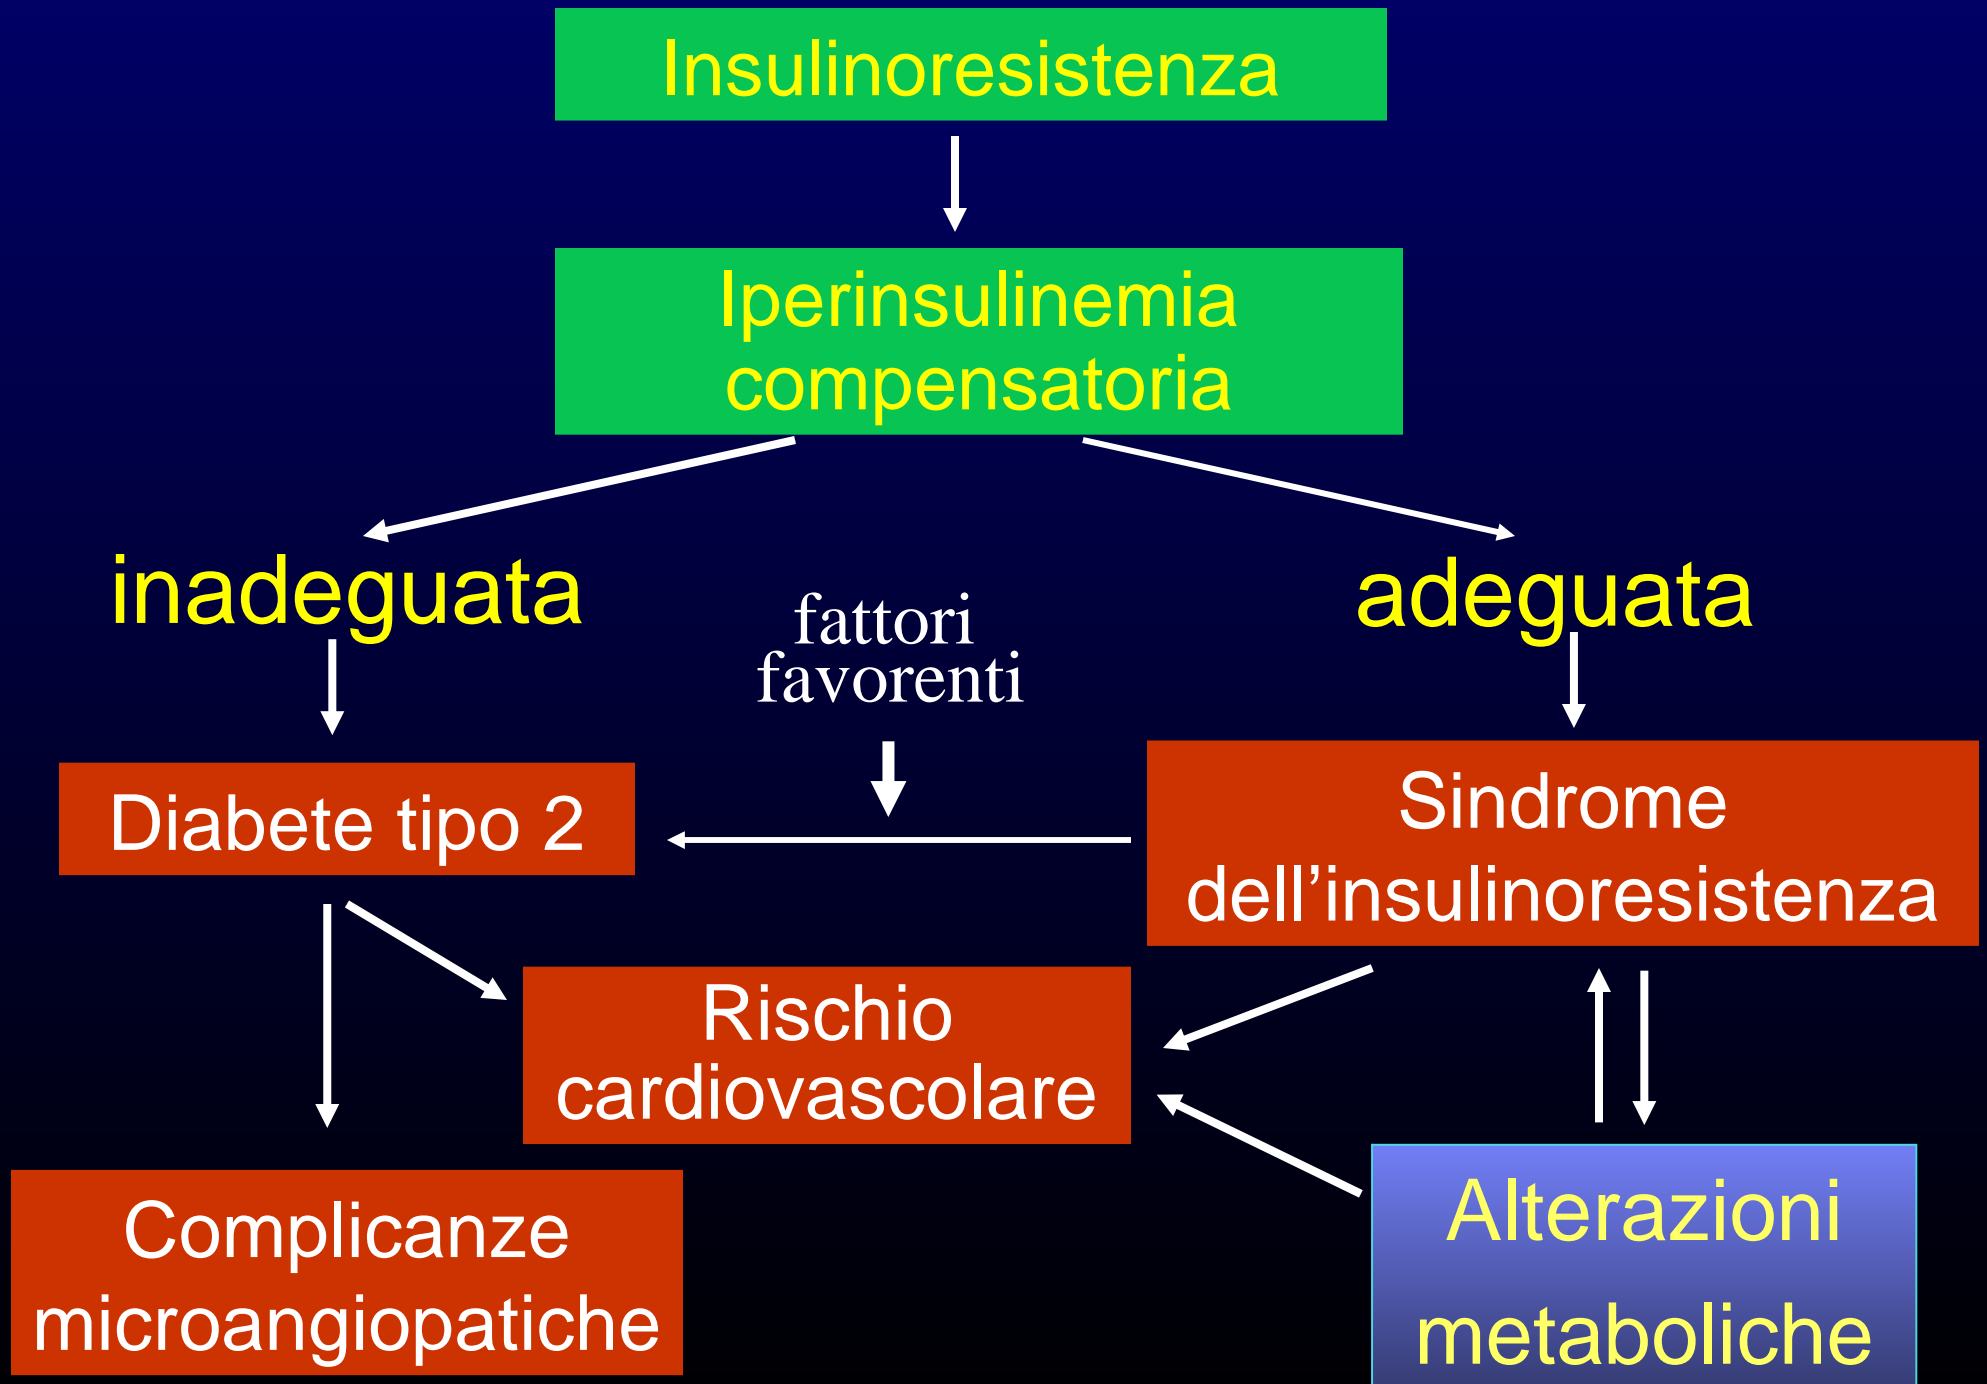 Insulinoresistenza
Iperinsulinemia
compensatoria
inadeguata
fattori
favorenti
adeguata
Diabete tipo 2
Sindrome
dell’insulinoresistenza
Rischio
cardiovascolare
Complicanze
microangiopatiche
Alterazioni
metaboliche